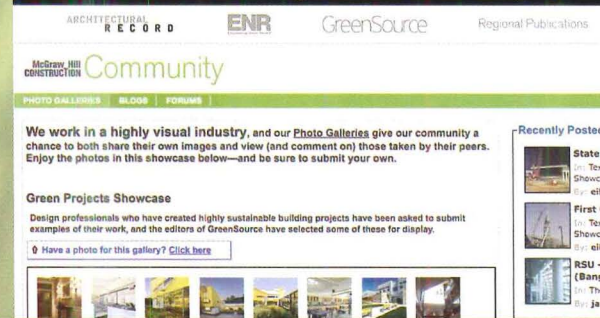 ARCHITECTURAL
RECORD
ENR
GreenSource
Regional Publications
McGraw_Hill
CONSTRUCTION
Community
PHOTO GALLERIES | BLOGS | FORUMS |
We work in a highly visual industry, and our Photo Galleries give our community a
chance to both share their own images and view (and comment on) those taken by their peers.
Enjoy the photos in this showcase below—and be sure to submit your own.
Green Projects Showcase
Design professionals who have created highly sustainable building projects have been asked to submit
examples of their work, and the editors of GreenSource have selected some of these for display.
Have a photo for this gallery? Click here
Recently Poste
State
In: Te
Showc
By: ei
First
In: Te
Showc
By: ei
RSU -
(Bang
In: Th
By: ja